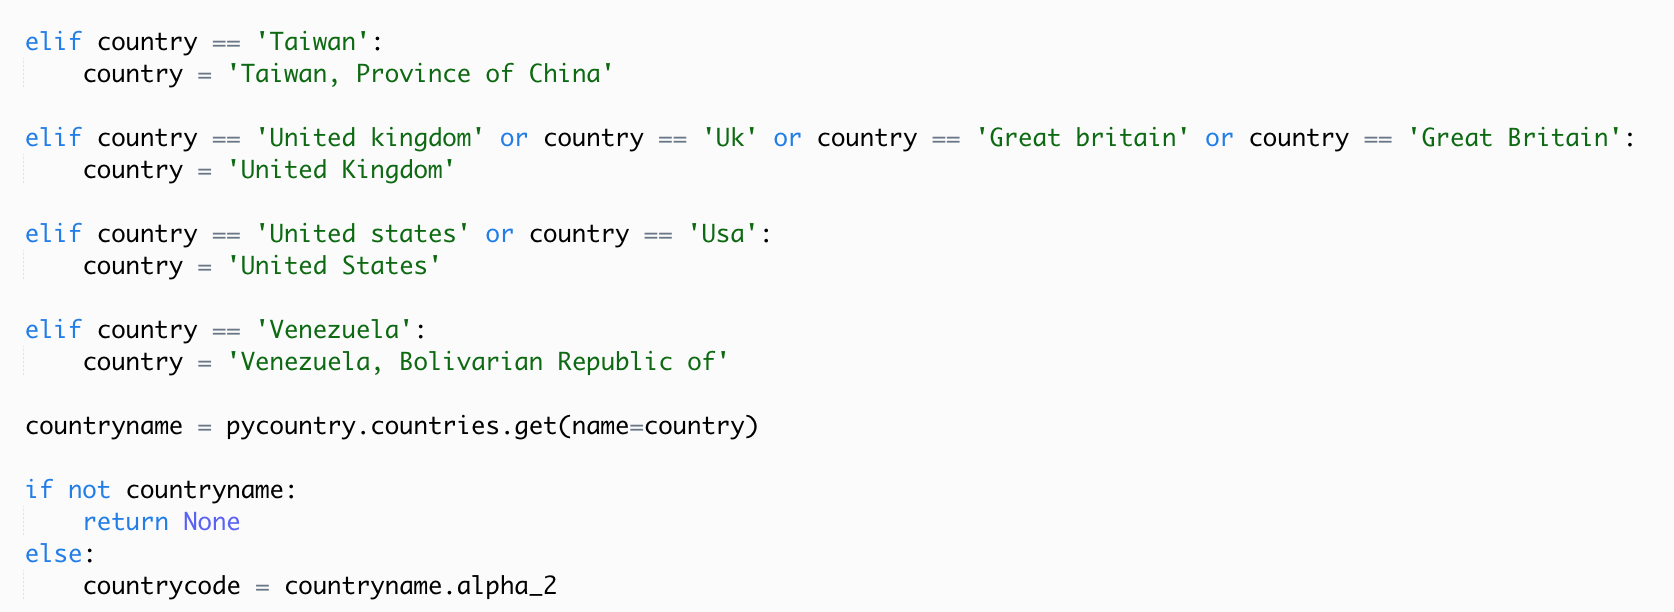 elif country == 'Taiwan':
    country = 'Taiwan, Province of China'
elif country == 'United kingdom' or country == 'Uk' or country == 'Great britain' or country == 'Great Britain':
    country = 'United Kingdom'
elif country == 'United states' or country == 'Usa':
    country = 'United States'
elif country == 'Venezuela':
    country = 'Venezuela, Bolivarian Republic of'
countryname = pycountry.countries.get(name=country)
if not countryname:
    return None
else:
    countrycode = countryname.alpha_2